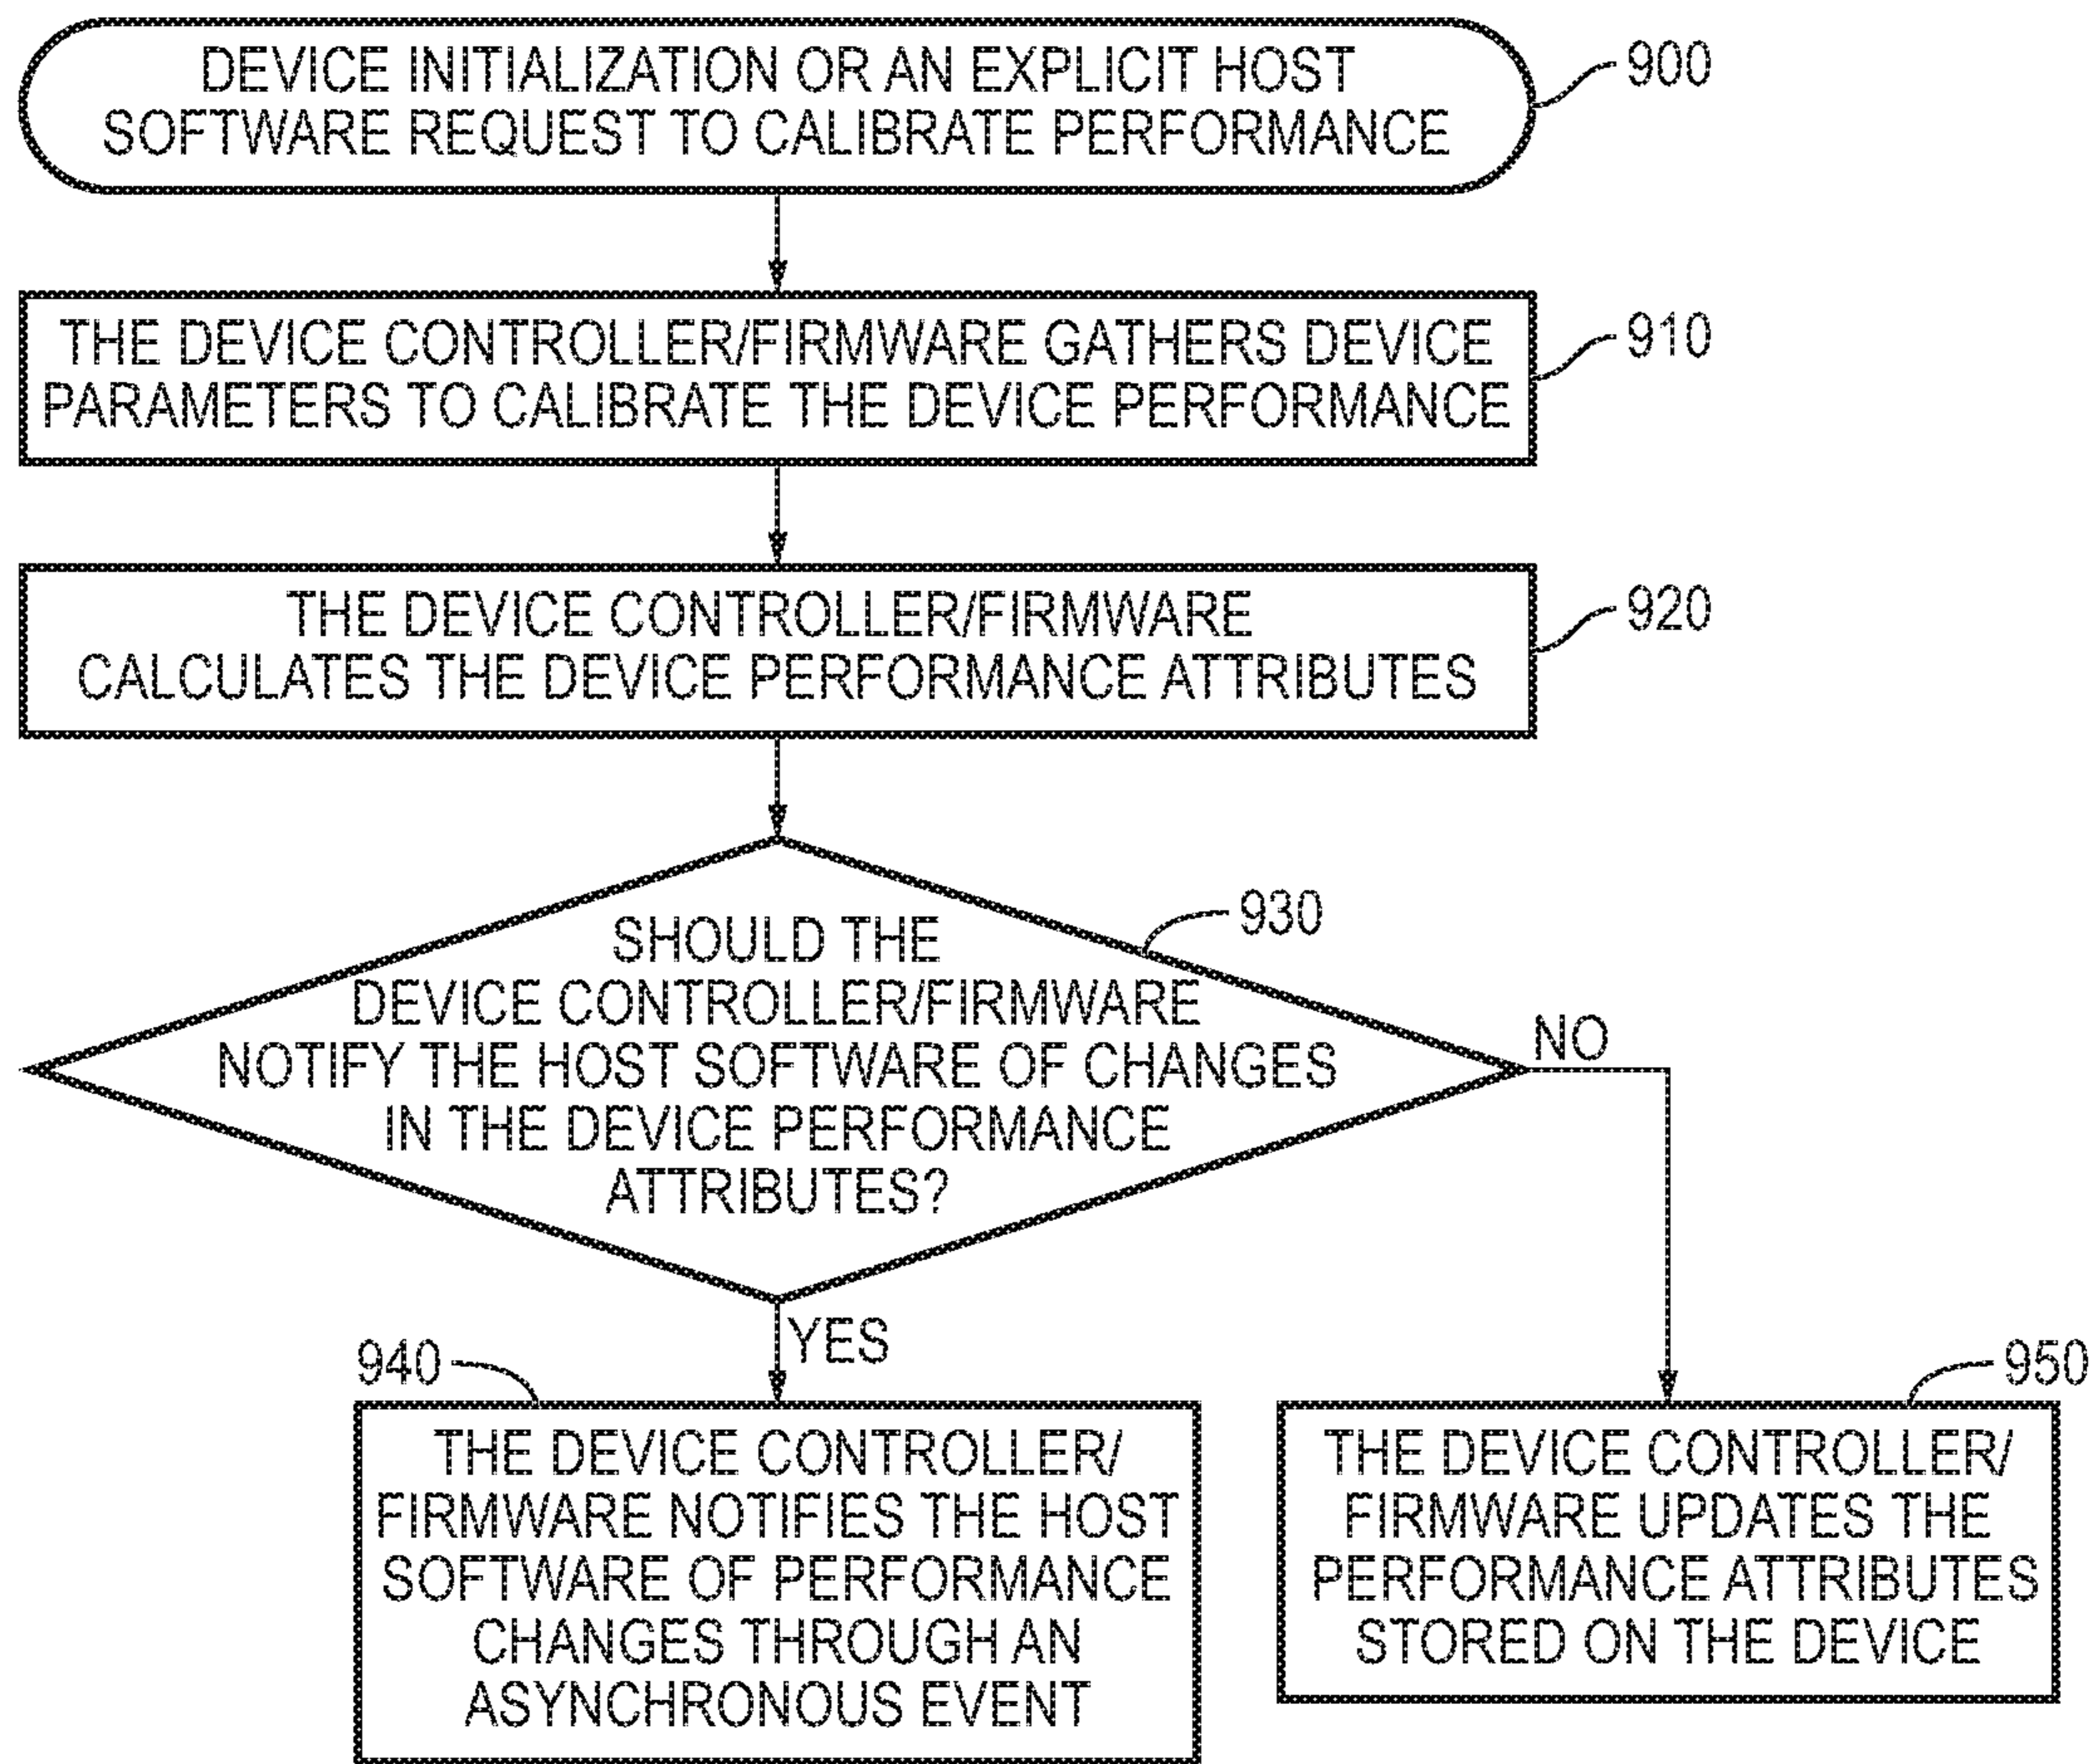 DEVICE INITIALIZATION OR AN EXPLICIT HOST
SOFTWARE REQUEST TO CALIBRATE PERFORMANCE
900
THE DEVICE CONTROLLER/FIRMWARE GATHERS DEVICE
PARAMETERS TO CALIBRATE THE DEVICE PERFORMANCE
910
THE DEVICE CONTROLLER/FIRMWARE
CALCULATES THE DEVICE PERFORMANCE ATTRIBUTES
920
SHOULD THE
DEVICE CONTROLLER/FIRMWARE
NOTIFY THE HOST SOFTWARE OF CHANGES
IN THE DEVICE PERFORMANCE
ATTRIBUTES?
930
NO
YES
940
THE DEVICE CONTROLLER/
FIRMWARE NOTIFIES THE HOST
SOFTWARE OF PERFORMANCE
CHANGES THROUGH AN
ASYNCHRONOUS EVENT
950
THE DEVICE CONTROLLER/
FIRMWARE UPDATES THE
PERFORMANCE ATTRIBUTES
STORED ON THE DEVICE